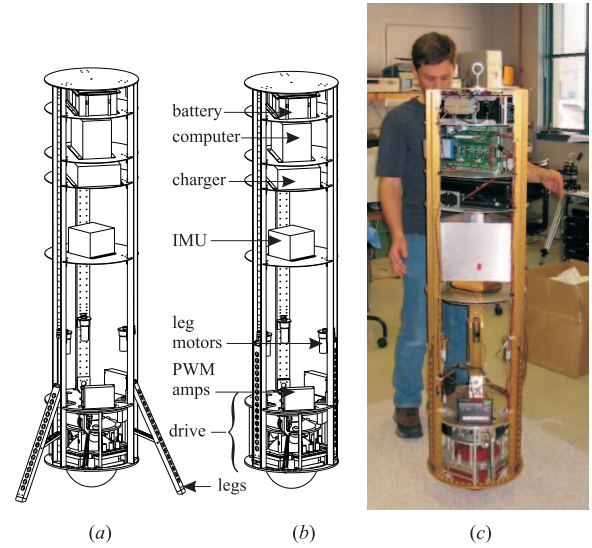 battery
computer
charger
IMU
leg
motors
PWM
amps
drive
legs
(a)
(b)
(c)